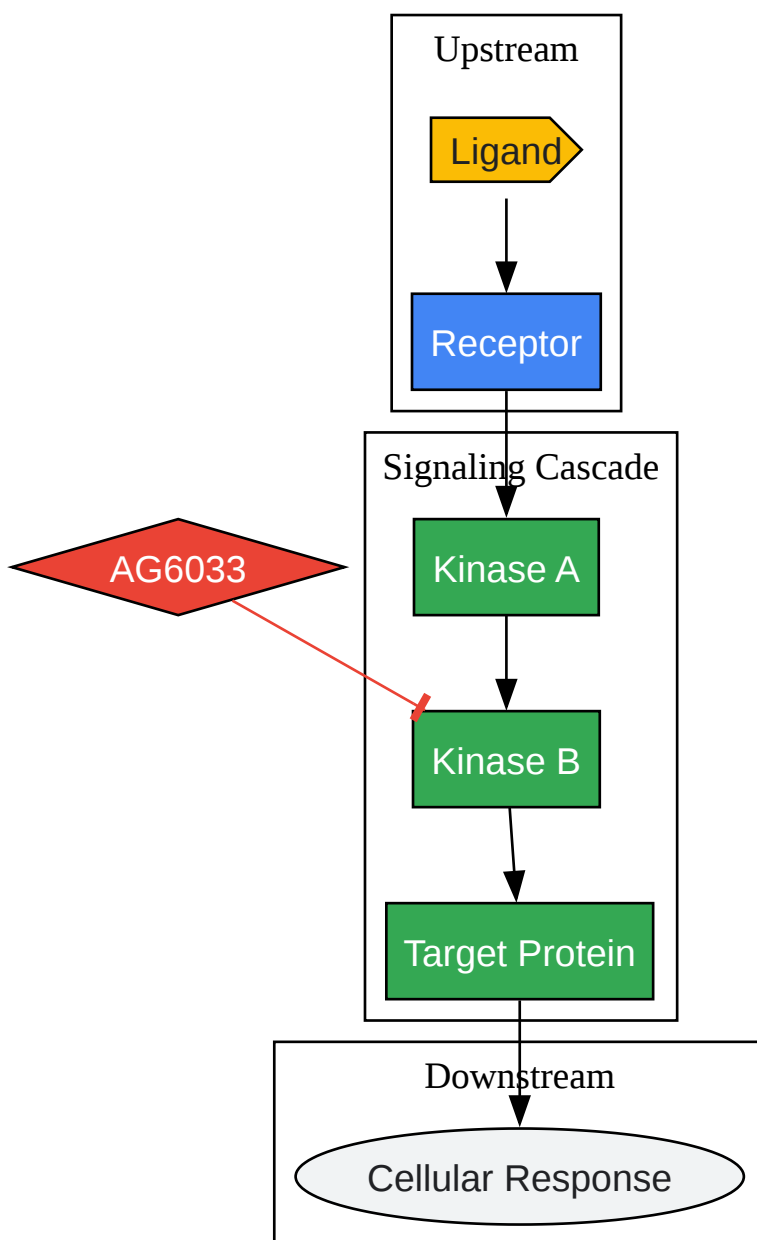 Upstream
Ligand
Receptor
Signaling Cascade
AG6033
Kinase A
Kinase B
Target Protein
Downstream
Cellular Response